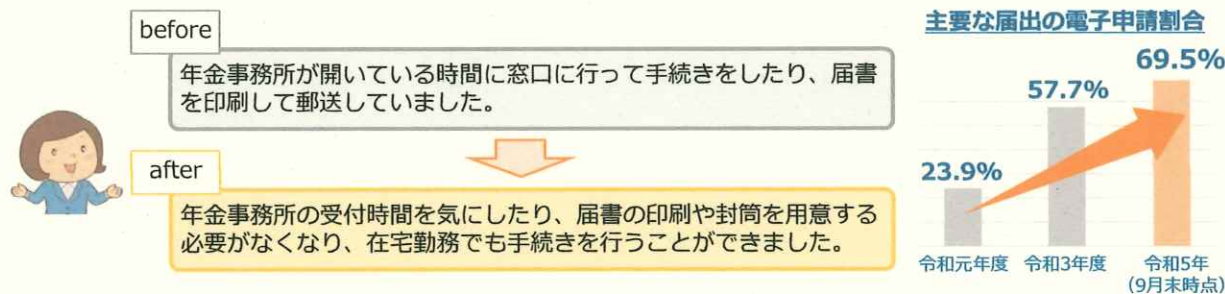 before
年金事務所が開いている時間に窓口に行って手続きをしたり、届書
を印刷して郵送していました。
after
年金事務所の受付時間を気にしたり、届書の印刷や封筒を用意する
必要がなくなり、在宅勤務でも手続きを行うことができました。
主要な届出の電子申請割合
69.5%
57.7%
23.9%
令和元年度 令和3年度 令和5年
(9月末時点)